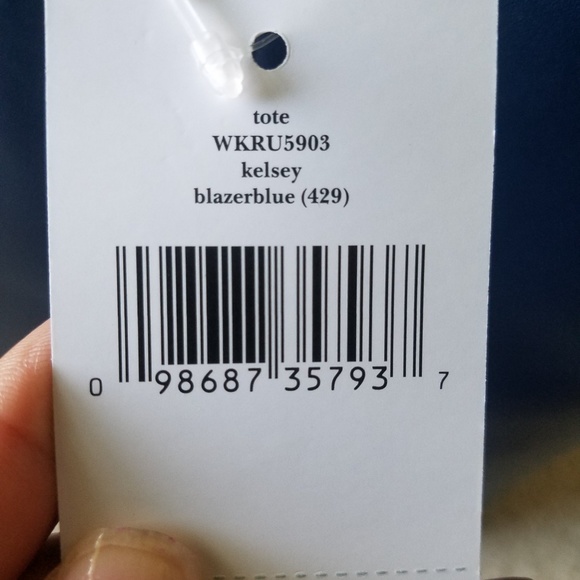 tote
WKRU5903
kelsey
blazerblue (429)
0 98687 35793 7